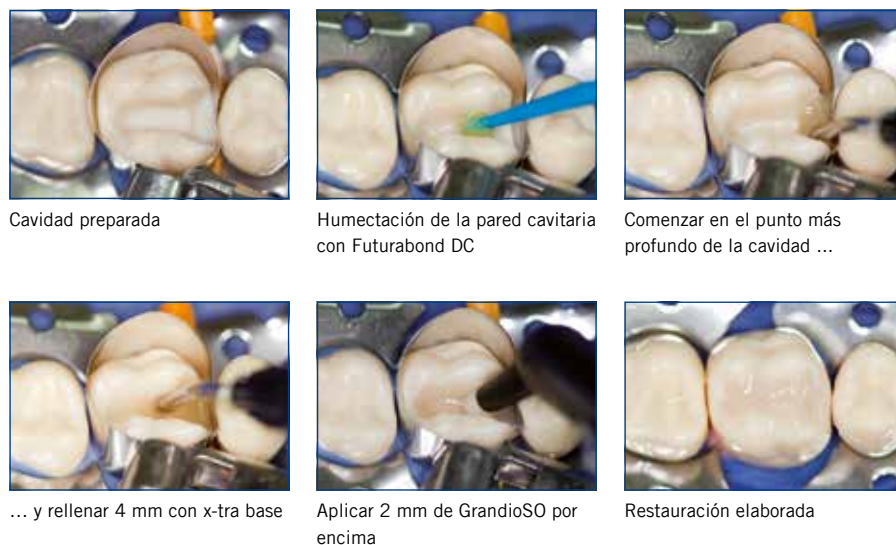 Cavidad preparada
Humectación de la pared cavitaria
con Futurabond DC
Comenzar en el punto más
profundo de la cavidad ...
... y rellenar 4 mm con x-tra base
Aplicar 2 mm de GrandioSO por
encima
Restauración elaborada